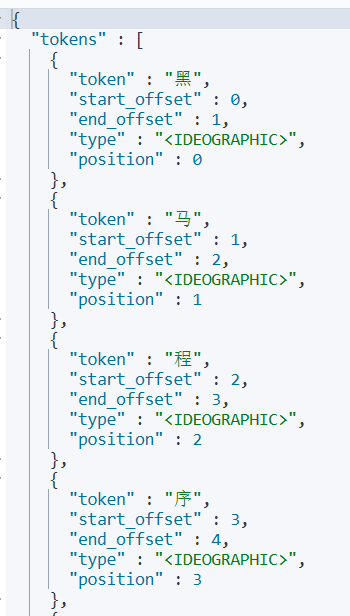 {
  "tokens" : [
    {
      "token" : "黑",
      "start_offset" : 0,
      "end_offset" : 1,
      "type" : "<IDEOGRAPHIC>",
      "position" : 0
    },
    {
      "token" : "马",
      "start_offset" : 1,
      "end_offset" : 2,
      "type" : "<IDEOGRAPHIC>",
      "position" : 1
    },
    {
      "token" : "程",
      "start_offset" : 2,
      "end_offset" : 3,
      "type" : "<IDEOGRAPHIC>",
      "position" : 2
    },
    {
      "token" : "序",
      "start_offset" : 3,
      "end_offset" : 4,
      "type" : "<IDEOGRAPHIC>",
      "position" : 3
    },